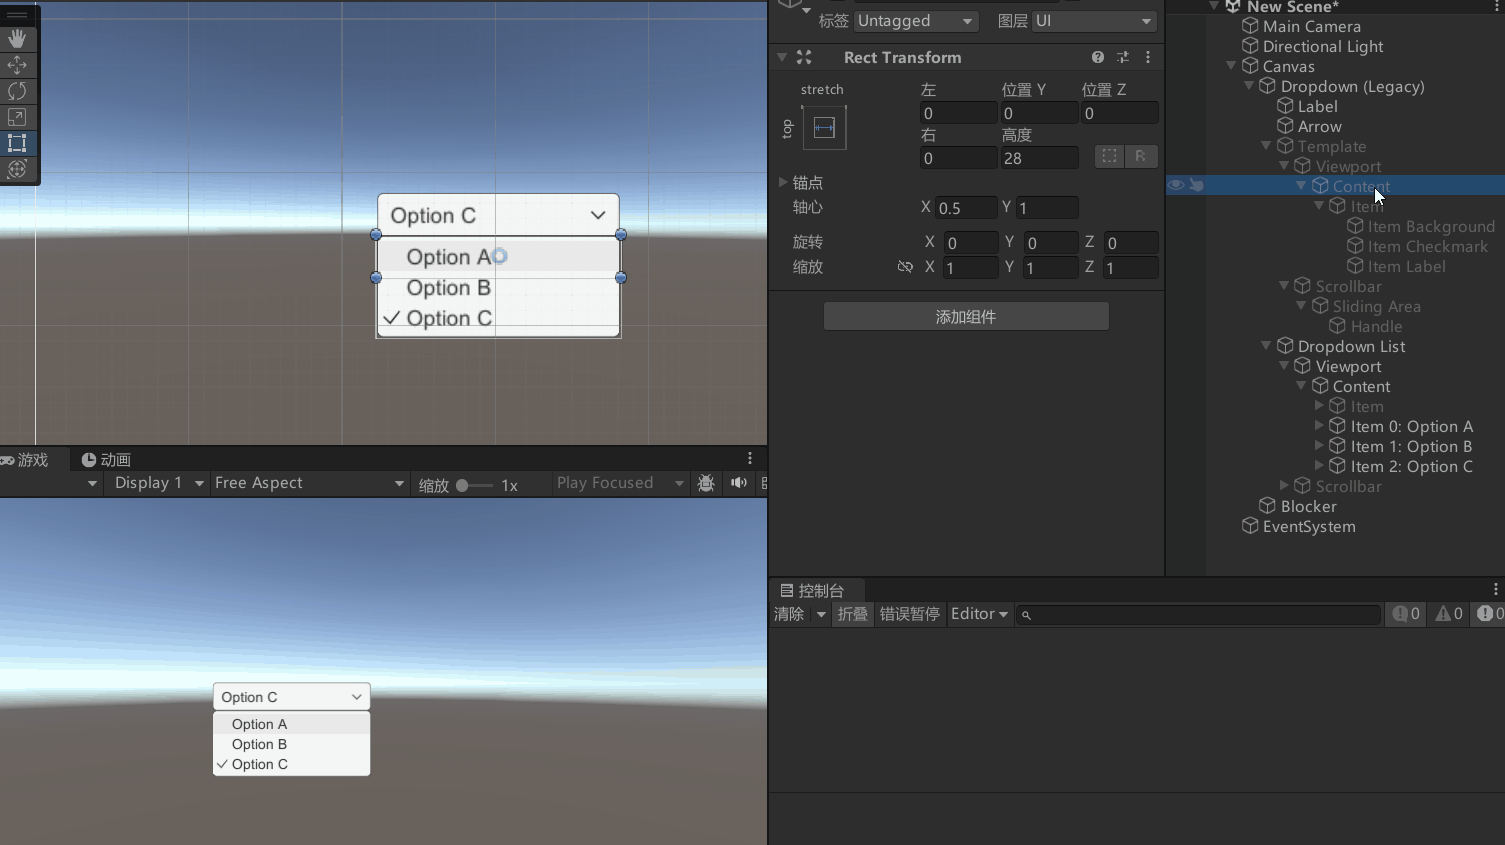 Option C
Option A
Option B
Option C
游戏
动画
Display 1
Free Aspect
缩放
1x
Play Focused
Option C
Option A
Option B
Option C
标签 Untagged 图层 UI
Rect Transform
stretch
top
左 位置 Y 位置 Z
0 0 0
右 高度
0 28
R
锚点
轴心 X 0.5 Y 1
旋转 X 0 Y 0 Z 0
缩放 X 1 Y 1 Z 1
添加组件
New Scene*
Main Camera
Directional Light
Canvas
Dropdown (Legacy)
Label
Arrow
Template
Viewport
Content
Item
Item Background
Item Checkmark
Item Label
Scrollbar
Sliding Area
Handle
Dropdown List
Viewport
Content
Item
Item 0: Option A
Item 1: Option B
Item 2: Option C
Scrollbar
Blocker
EventSystem
控制台
清除 折叠 错误暂停 Editor 0 0 0